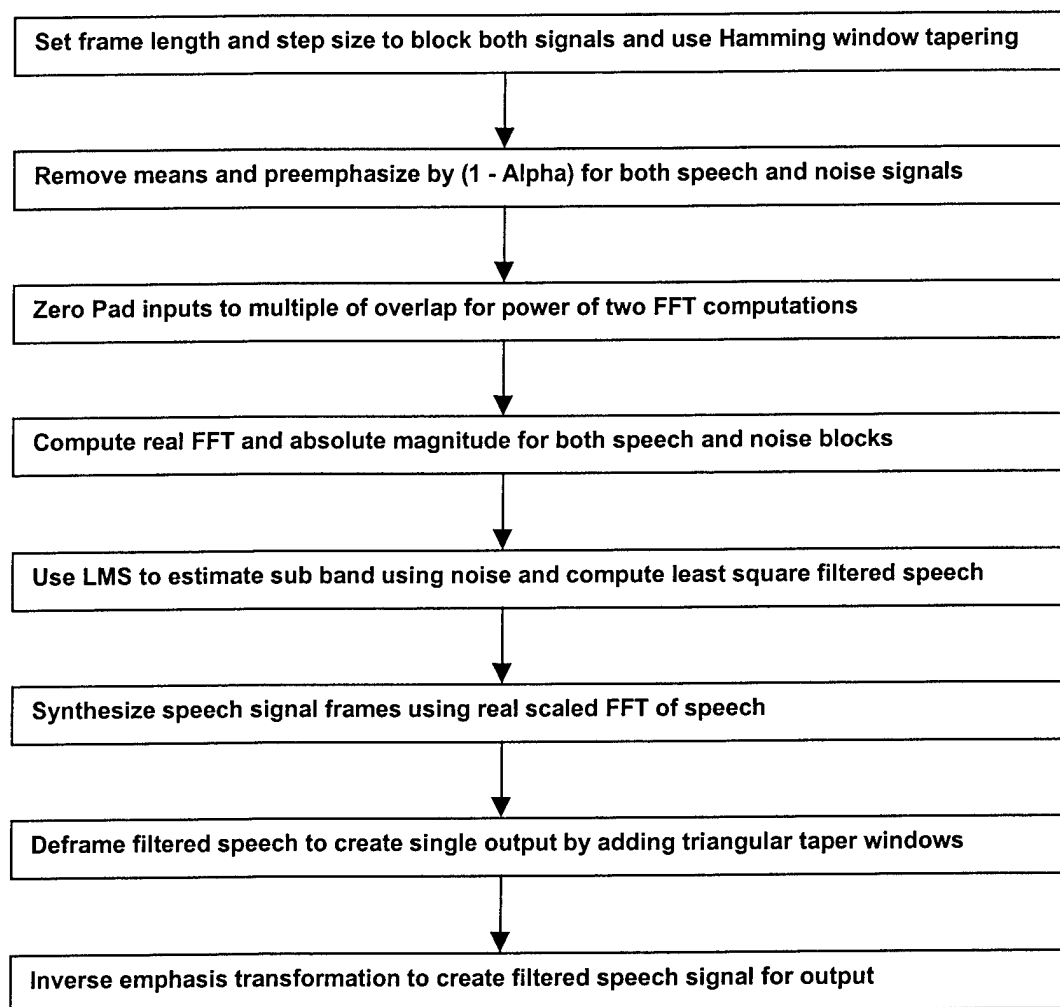 Set frame length and step size to block both signals and use Hamming window tapering
Remove means and preemphasize by (1 - Alpha) for both speech and noise signals
Zero Pad inputs to multiple of overlap for power of two FFT computations
Compute real FFT and absolute magnitude for both speech and noise blocks
Use LMS to estimate sub band using noise and compute least square filtered speech
Synthesize speech signal frames using real scaled FFT of speech
Deframe filtered speech to create single output by adding triangular taper windows
Inverse emphasis transformation to create filtered speech signal for output